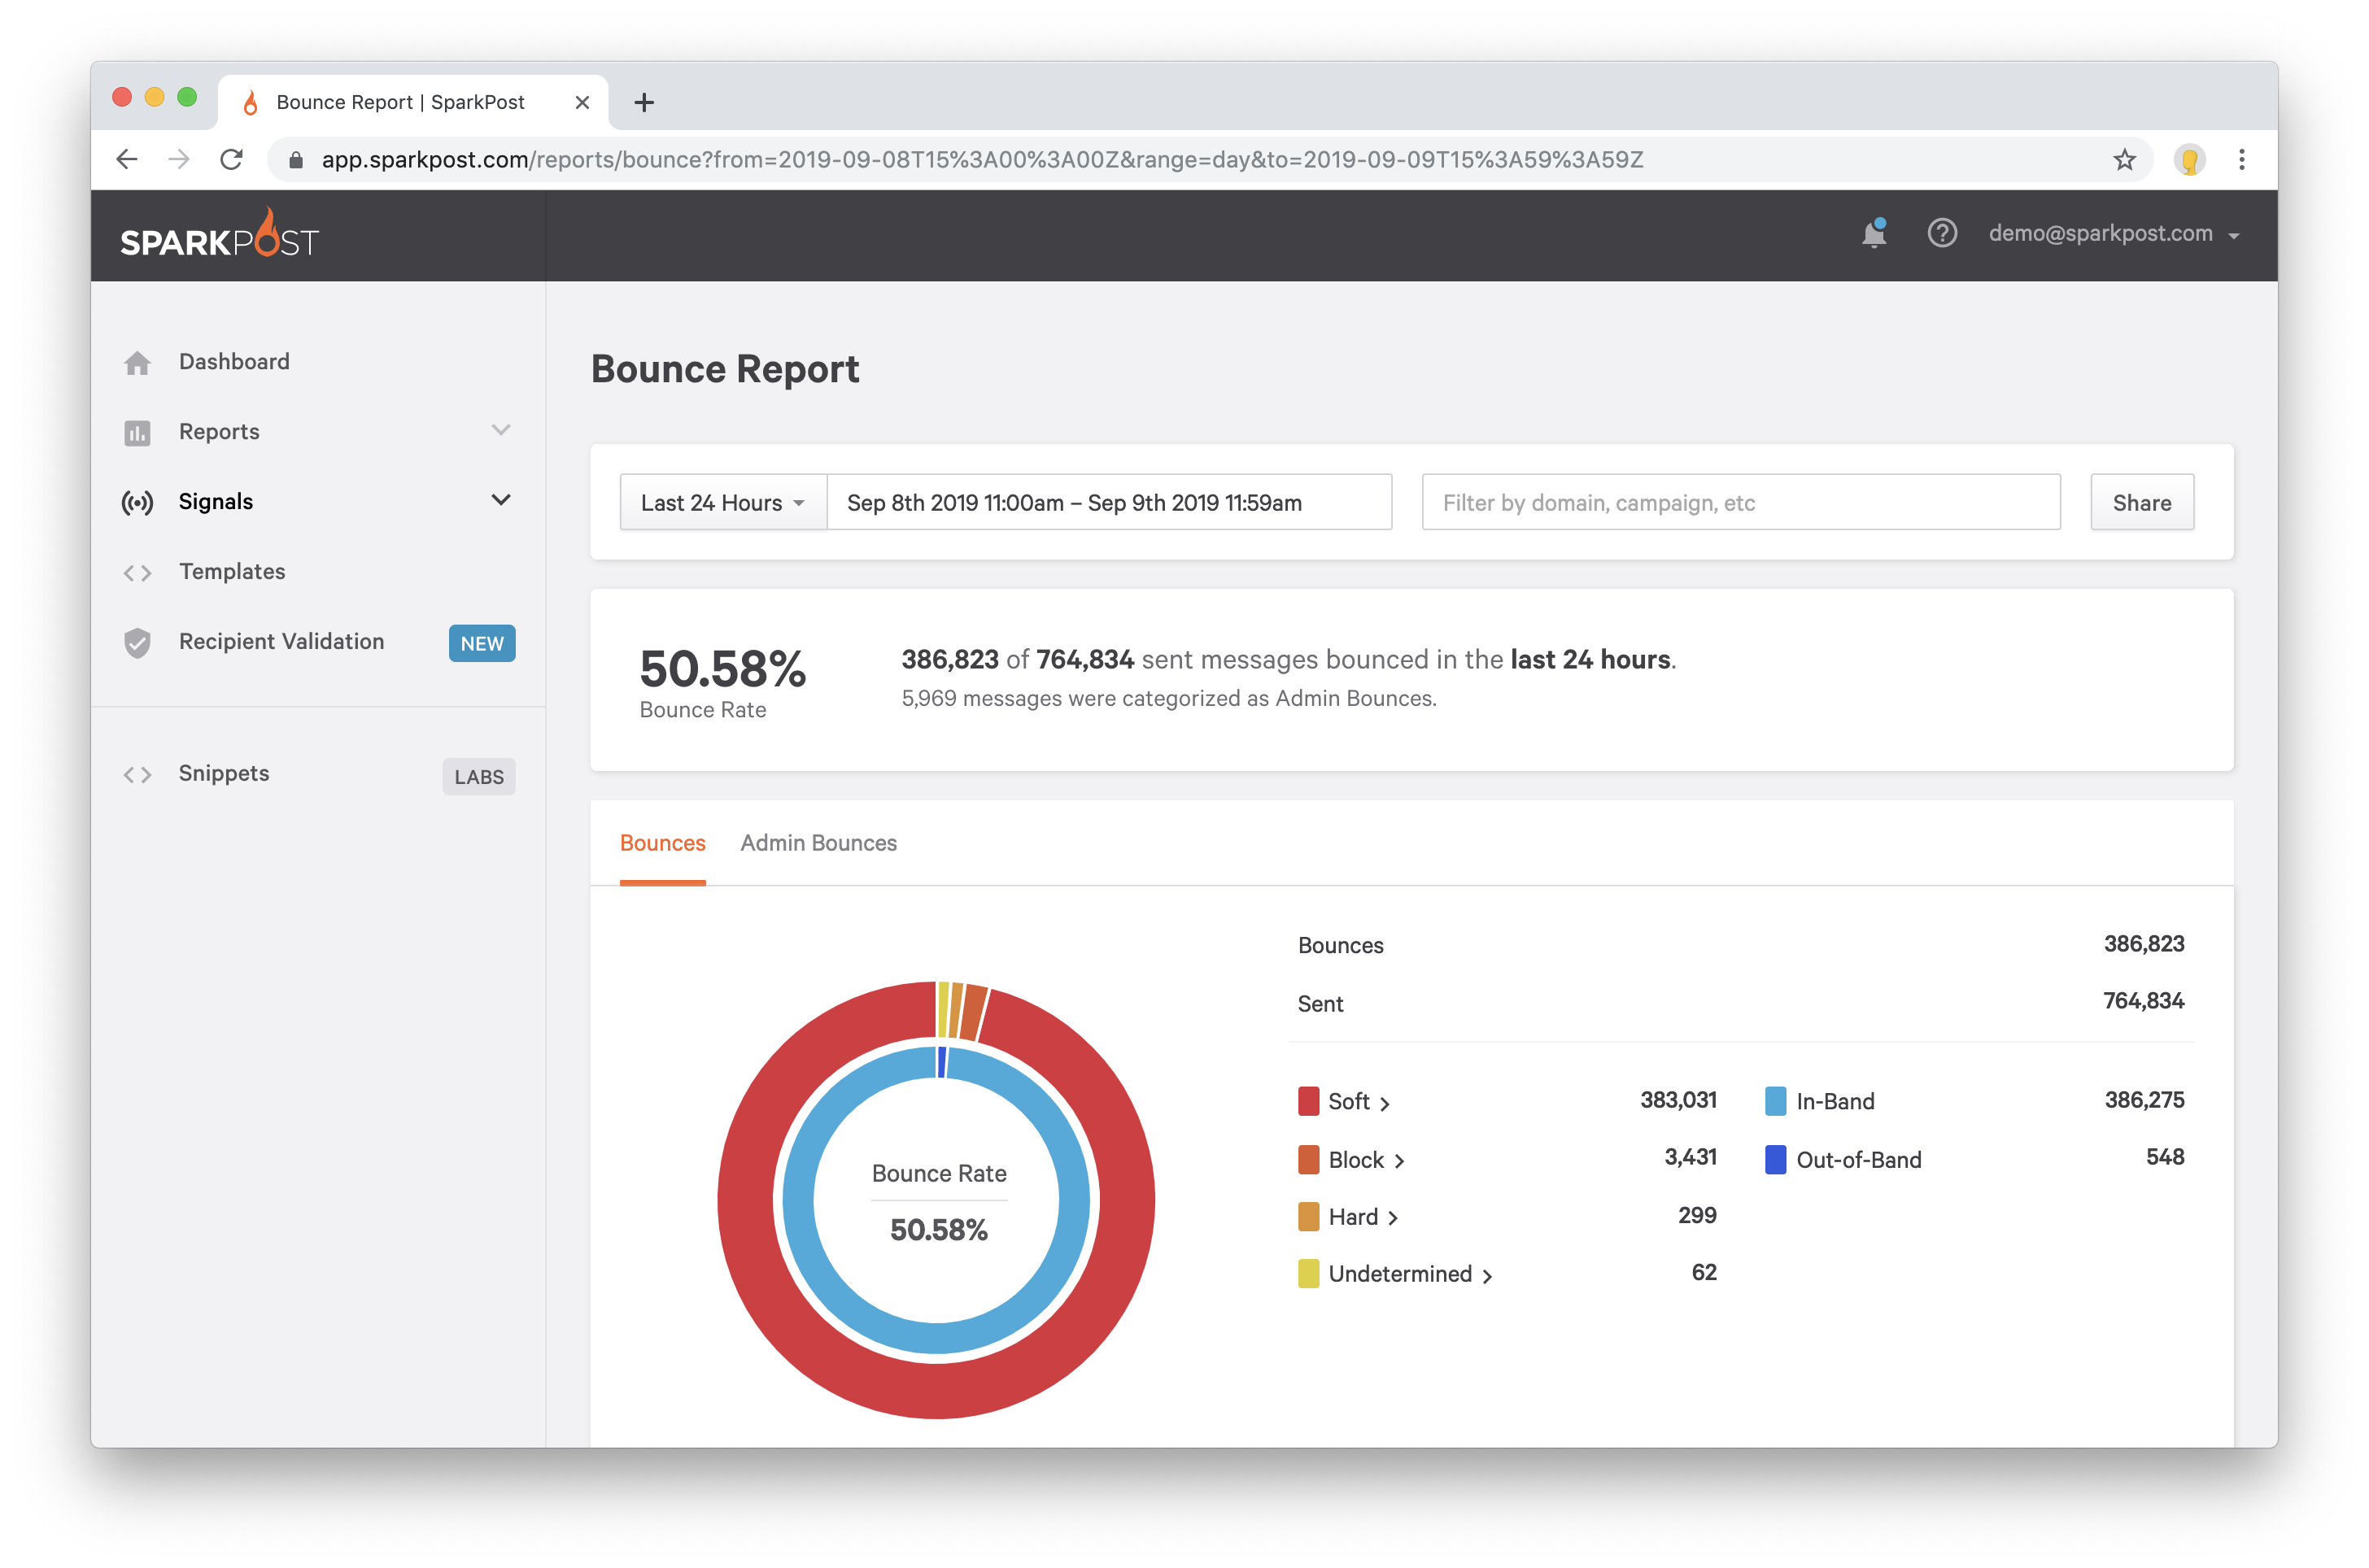 Bounce Report | SparkPost
app.sparkpost.com/reports/bounce?from=2019-09-08T15%3A00%3A00Z&range=day&to=2019-09-09T15%3A59%3A59Z
SPARKPOST
demo@sparkpost.com
Dashboard
Reports
Signals
Templates
Recipient Validation NEW
Snippets LABS
Bounce Report
Last 24 Hours Sep 8th 2019 11:00am – Sep 9th 2019 11:59am Filter by domain, campaign, etc Share
50.58%
Bounce Rate
386,823 of 764,834 sent messages bounced in the last 24 hours.
5,969 messages were categorized as Admin Bounces.
Bounces Admin Bounces
Bounce Rate
50.58%
Bounces 386,823
Sent 764,834
Soft 383,031 In-Band 386,275
Block 3,431 Out-of-Band 548
Hard 299
Undetermined 62